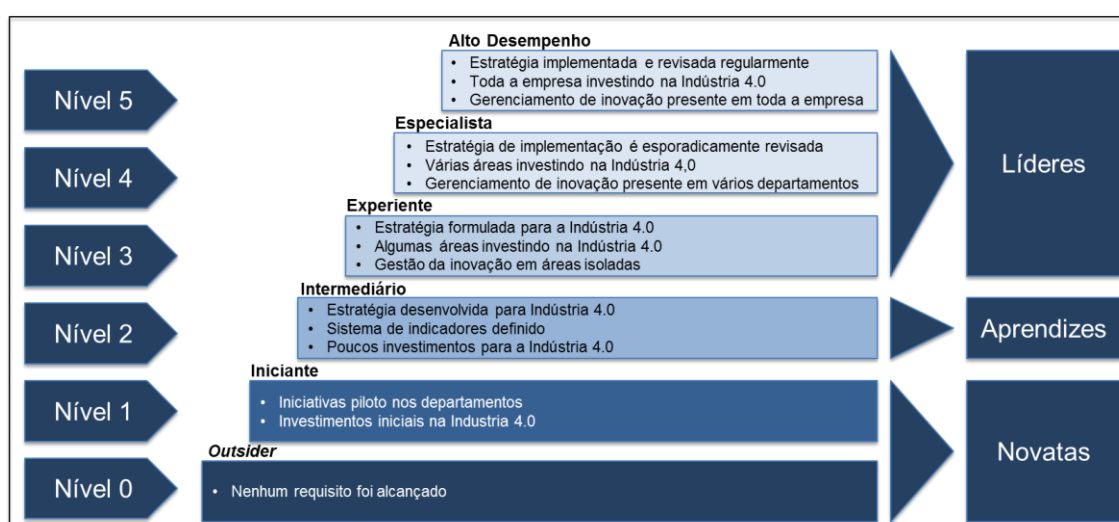 Alto Desempenho
Nível 5
• Estratégia implementada e revisada regularmente
• Toda a empresa investindo na Indústria 4.0
• Gerenciamento de inovação presente em toda a empresa
Especialista
Nível 4
• Estratégia de implementação é esporadicamente revisada
• Várias áreas investindo na Indústria 4,0
• Gerenciamento de inovação presente em vários departamentos
Líderes
Experiente
Nível 3
• Estratégia formulada para a Indústria 4.0
• Algumas áreas investindo na Indústria 4.0
• Gestão da inovação em áreas isoladas
Intermediário
Nível 2
• Estratégia desenvolvida para Indústria 4.0
• Sistema de indicadores definido
• Poucos investimentos para a Indústria 4.0
Aprendizes
Iniciante
Nível 1
• Iniciativas piloto nos departamentos
• Investimentos iniciais na Industria 4.0
Outsider
Nível 0
• Nenhum requisito foi alcançado
Novatas